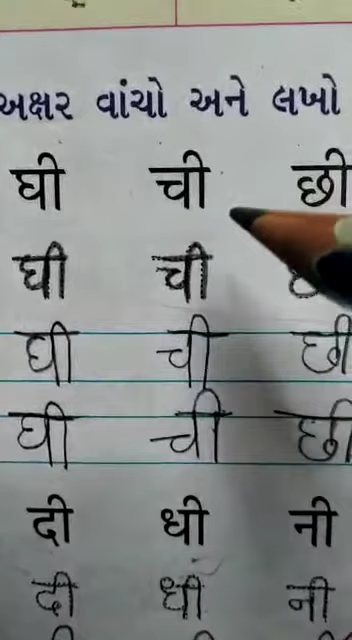 અક્ષર વાંચો અને લખો
घी ची छी
घी ची
घी ची छी
घी ची छी
दी धी नी
दी धी नी